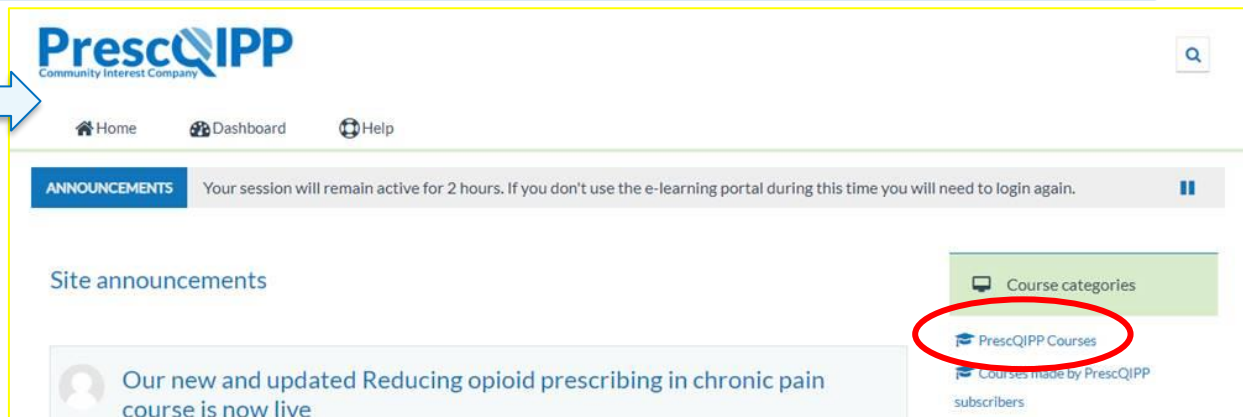 PrescQIPP
Community Interest Company
Home Dashboard Help
ANNOUNCEMENTS Your session will remain active for 2 hours. If you don't use the e-learning portal during this time you will need to login again.
Site announcements
Course categories
PrescQIPP Courses
Courses made by PrescQIPP
subscribers
Our new and updated Reducing opioid prescribing in chronic pain
course is now live